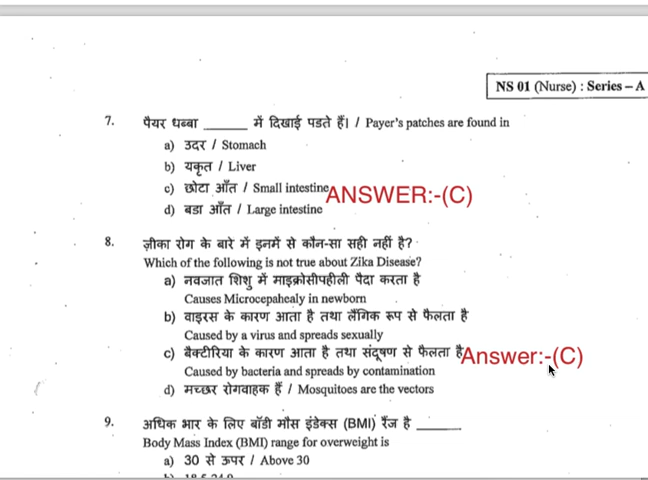 NS 01 (Nurse) : Series – A
7. पैयर धब्बा ______ में दिखाई पडते हैं। / Payer's patches are found in
a) उदर / Stomach
b) यकृत / Liver
c) छोटा आँत / Small intestine ANSWER:-(C)
d) बडा आँत / Large intestine
8. ज़ीका रोग के बारे में इनमें से कौन-सा सही नहीं है?
Which of the following is not true about Zika Disease?
a) नवजात शिशु में माइक्रोसीपहीली पैदा करता है
Causes Microcepahealy in newborn
b) वाइरस के कारण आता है तथा लैंगिक रूप से फैलता है
Caused by a virus and spreads sexually
c) बैक्टीरिया के कारण आता है तथा संदूषण से फैलता है Answer:-(C)
Caused by bacteria and spreads by contamination
d) मच्छर रोगवाहक हैं / Mosquitoes are the vectors
9. अधिक भार के लिए बॉडी मौस इंडेक्स (BMI) रैंज है ______
Body Mass Index (BMI) range for overweight is
a) 30 से ऊपर / Above 30